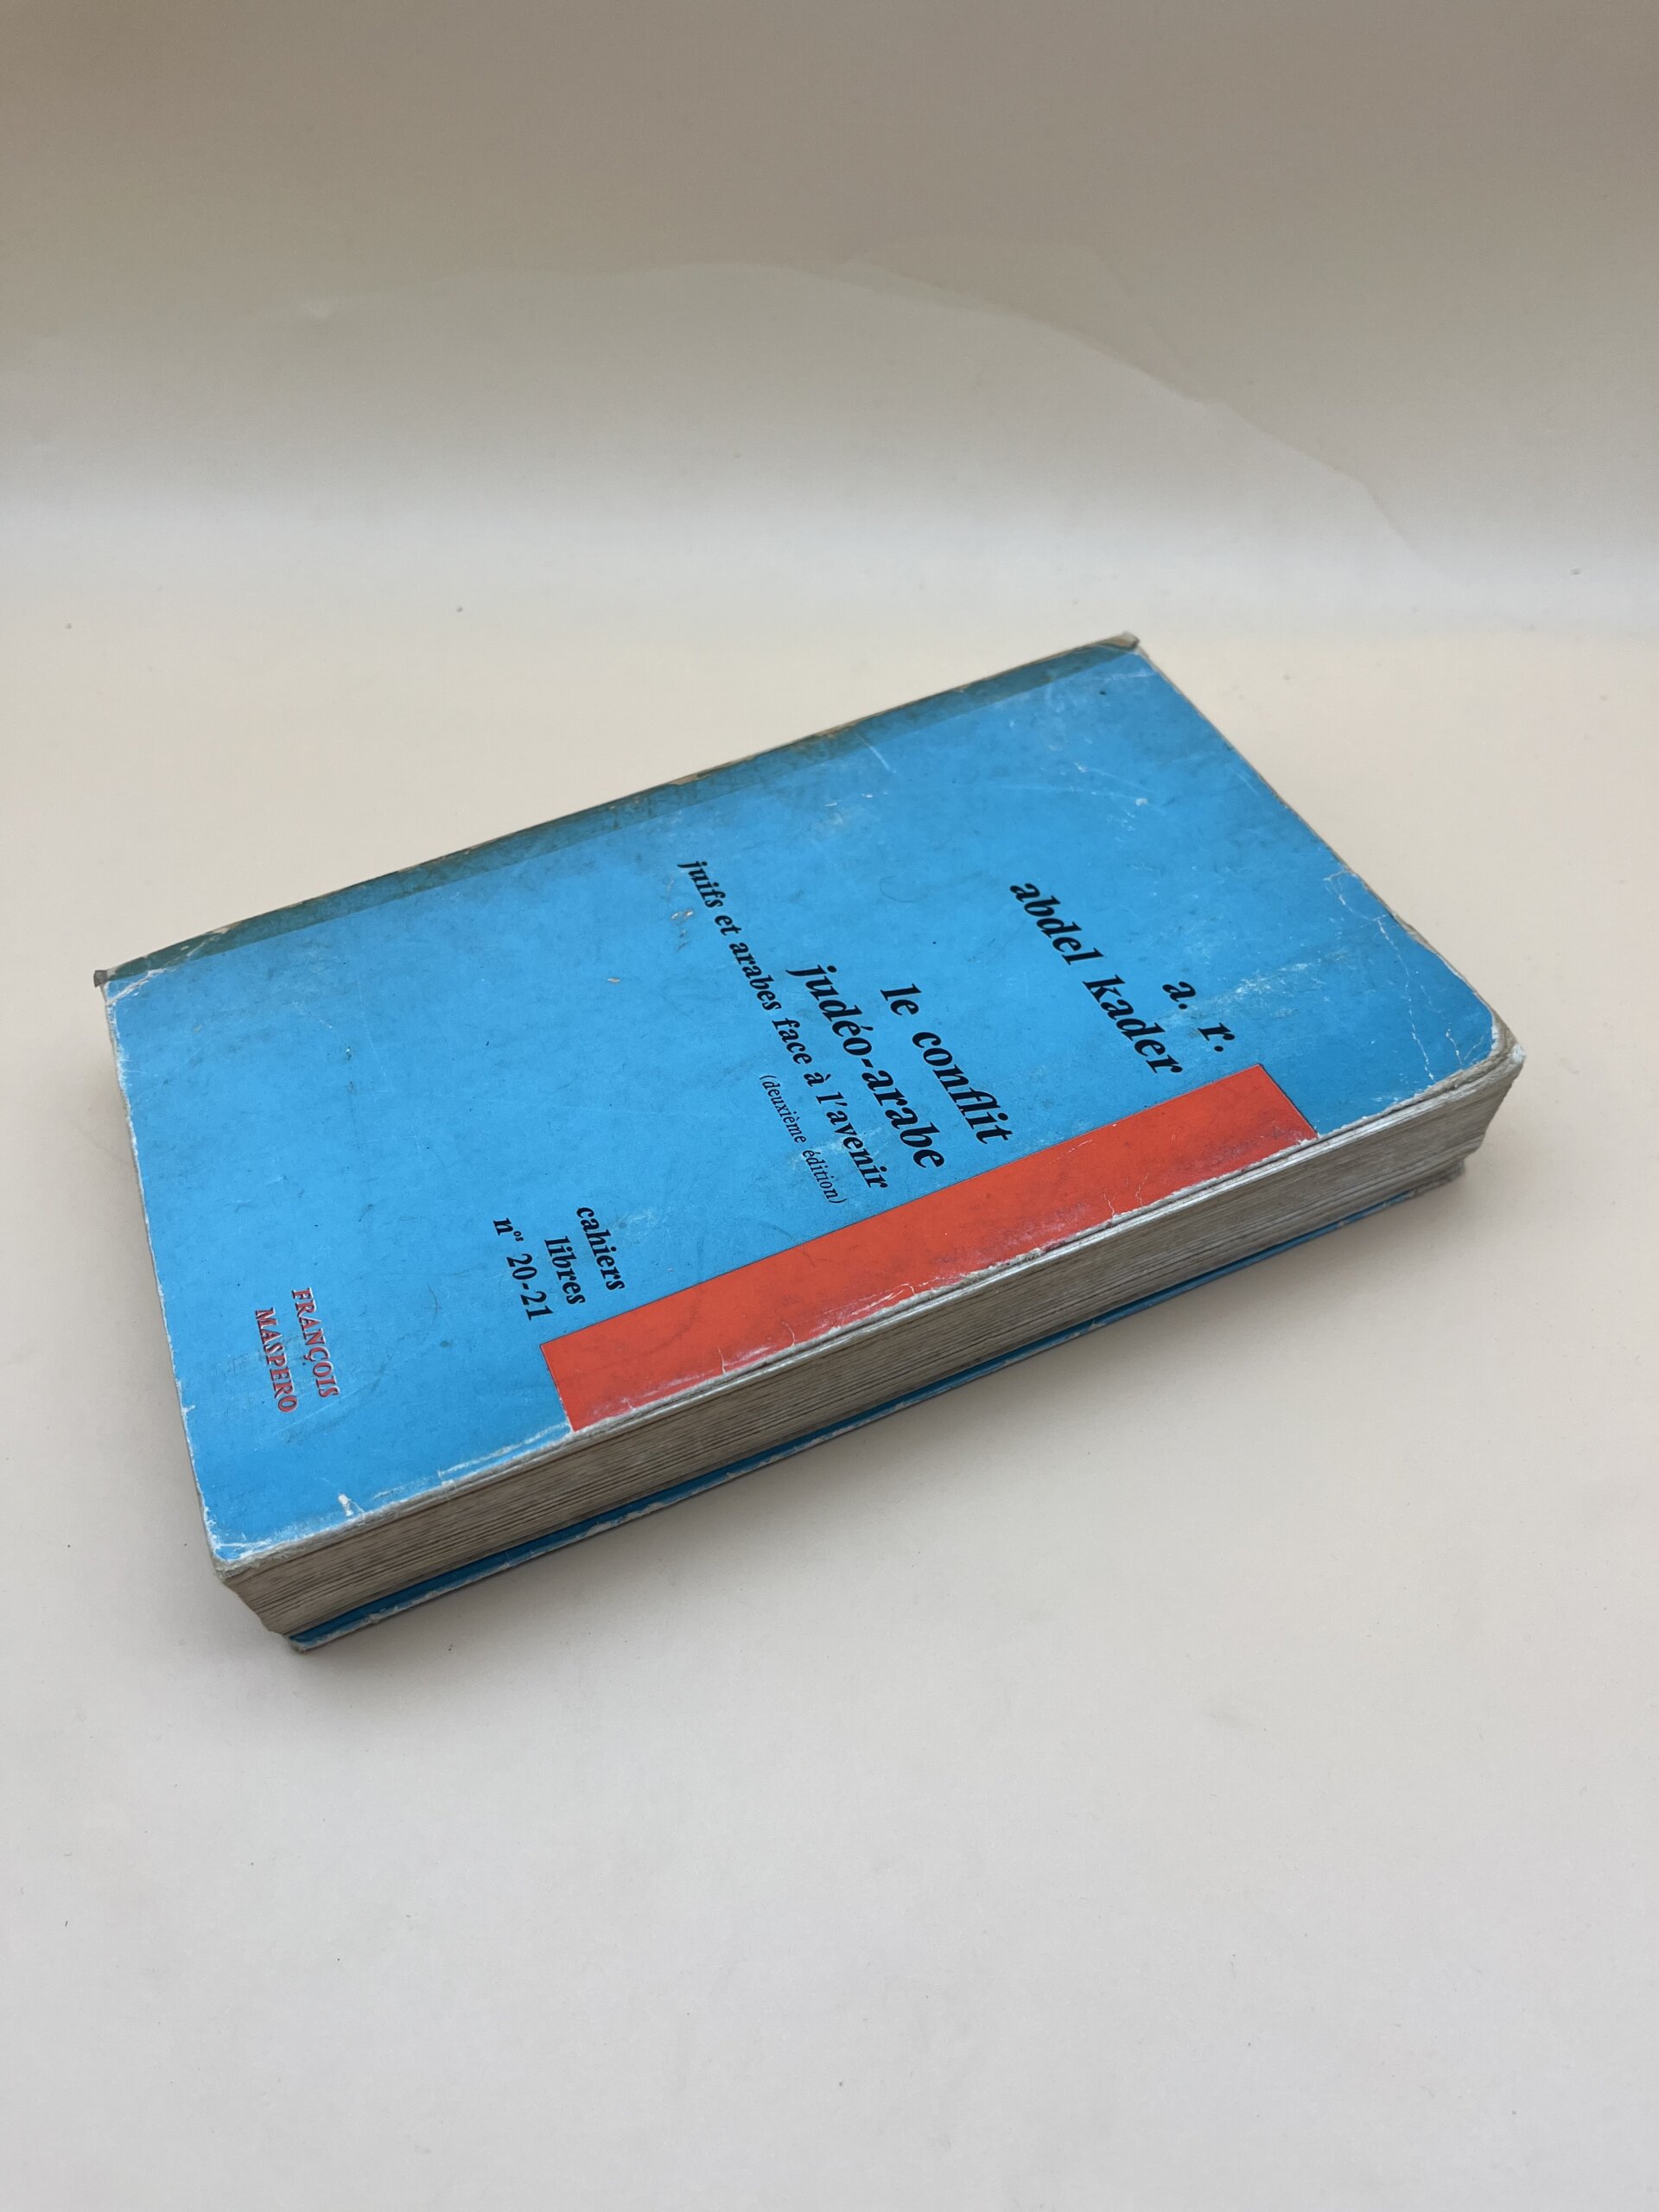 a. r.
abdel kader
le conflit
judéo-arabe
juifs et arabes face à l'avenir
(deuxième édition)
cahiers
libres
nos 20-21
FRANÇOIS
MASPERO